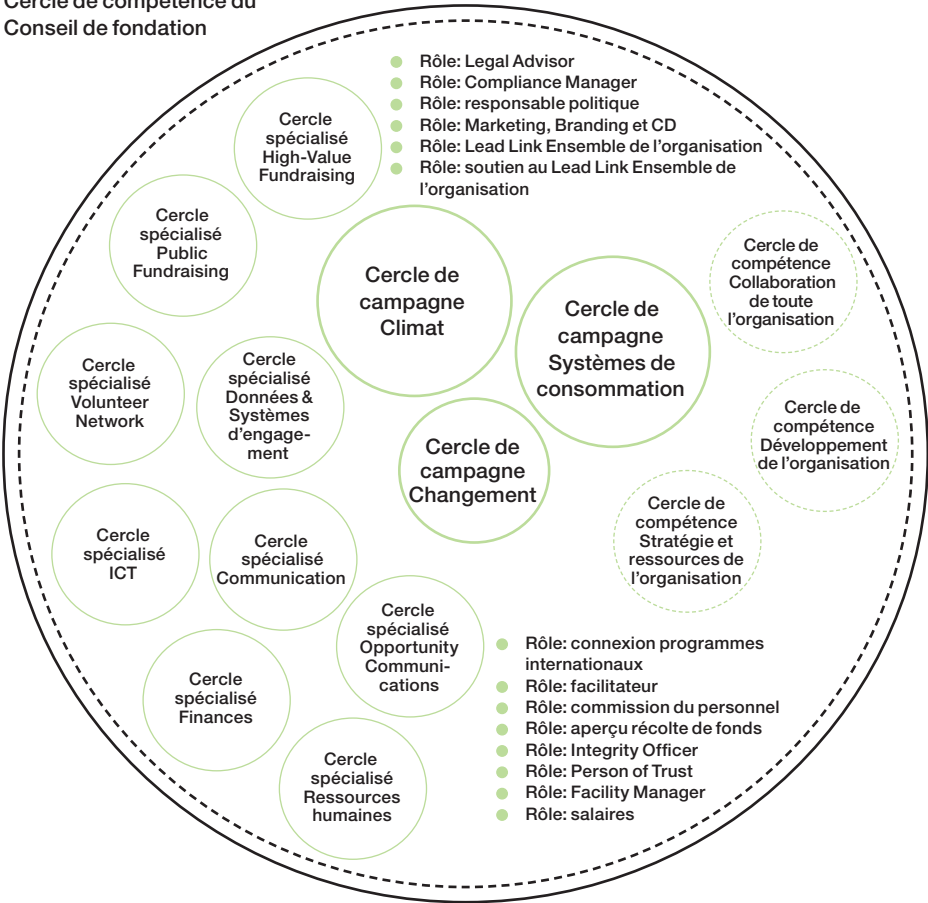 Cercle de compétence du
Conseil de fondation
Rôle: Legal Advisor
Rôle: Compliance Manager
Rôle: responsable politique
Rôle: Marketing, Branding et CD
Rôle: Lead Link Ensemble de l'organisation
Rôle: soutien au Lead Link Ensemble de
l'organisation
Cercle
spécialisé
High-Value
Fundraising
Cercle
spécialisé
Public
Fundraising
Cercle de
campagne
Climat
Cercle de
campagne
Systèmes de
consommation
Cercle de
compétence
Collaboration
de toute
l'organisation
Cercle
spécialisé
Volunteer
Network
Cercle
spécialisé
Données &
Systèmes
d'engage-
ment
Cercle de
campagne
Changement
Cercle de
compétence
Développement
de l'organisation
Cercle de
compétence
Stratégie et
ressources de
l'organisation
Cercle
spécialisé
ICT
Cercle
spécialisé
Communication
Cercle
spécialisé
Opportunity
Communi-
cations
Cercle
spécialisé
Finances
Cercle
spécialisé
Ressources
humaines
Rôle: connexion programmes
internationaux
Rôle: facilitateur
Rôle: commission du personnel
Rôle: aperçu récolte de fonds
Rôle: Integrity Officer
Rôle: Person of Trust
Rôle: Facility Manager
Rôle: salaires